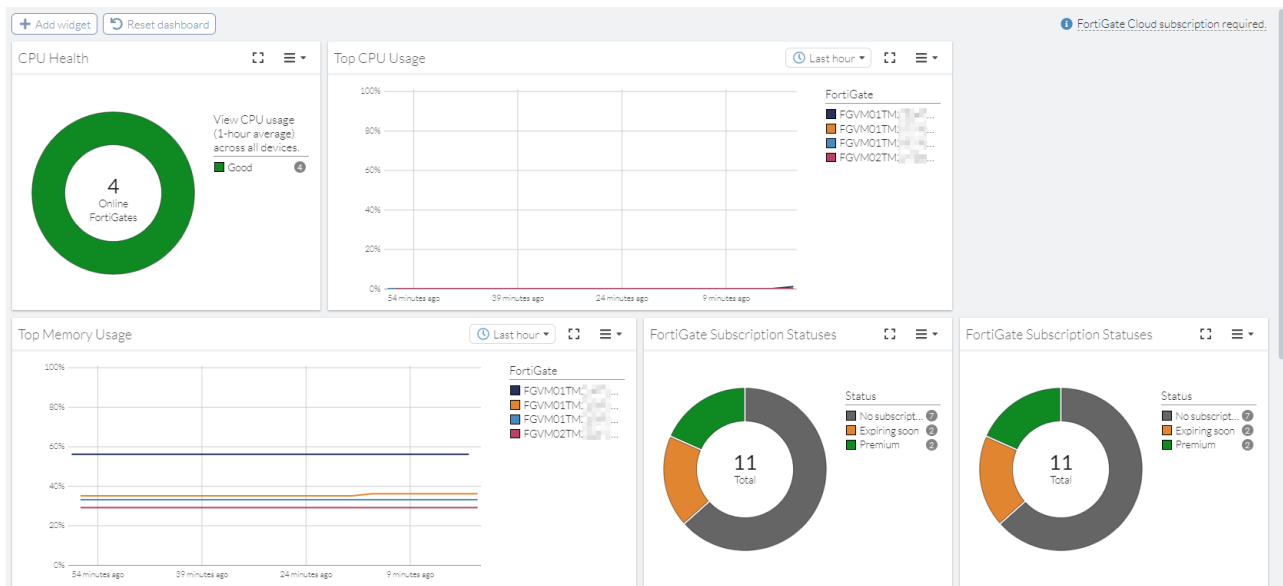 Add widget
Reset dashboard
FortiGate Cloud subscription required.
CPU Health
View CPU usage
(1-hour average)
across all devices.
Good 4
4
Online
FortiGates
Top CPU Usage
Last hour
100%
80%
60%
40%
20%
0%
54 minutes ago 39 minutes ago 24 minutes ago 9 minutes ago
FortiGate
FGVM01TM...
FGVM01TM...
FGVM01TM...
FGVM02TM...
Top Memory Usage
Last hour
100%
80%
60%
40%
20%
0%
54 minutes ago 39 minutes ago 24 minutes ago 9 minutes ago
FortiGate
FGVM01TM...
FGVM01TM...
FGVM01TM...
FGVM02TM...
FortiGate Subscription Statuses
11
Total
Status
No subscript... 7
Expiring soon 2
Premium 2
FortiGate Subscription Statuses
11
Total
Status
No subscript... 7
Expiring soon 2
Premium 2